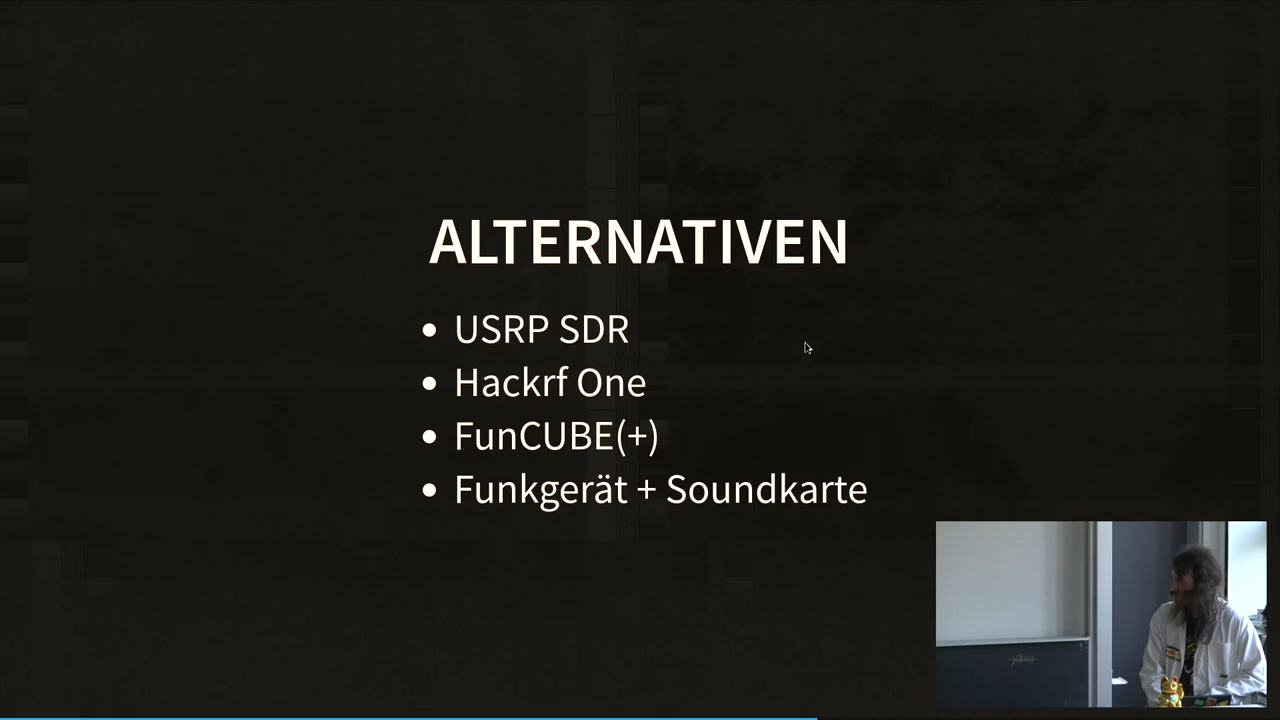 ALTERNATIVEN
USRP SDR
Hackrf One
FunCUBE(+)
Funkgerät + Soundkarte